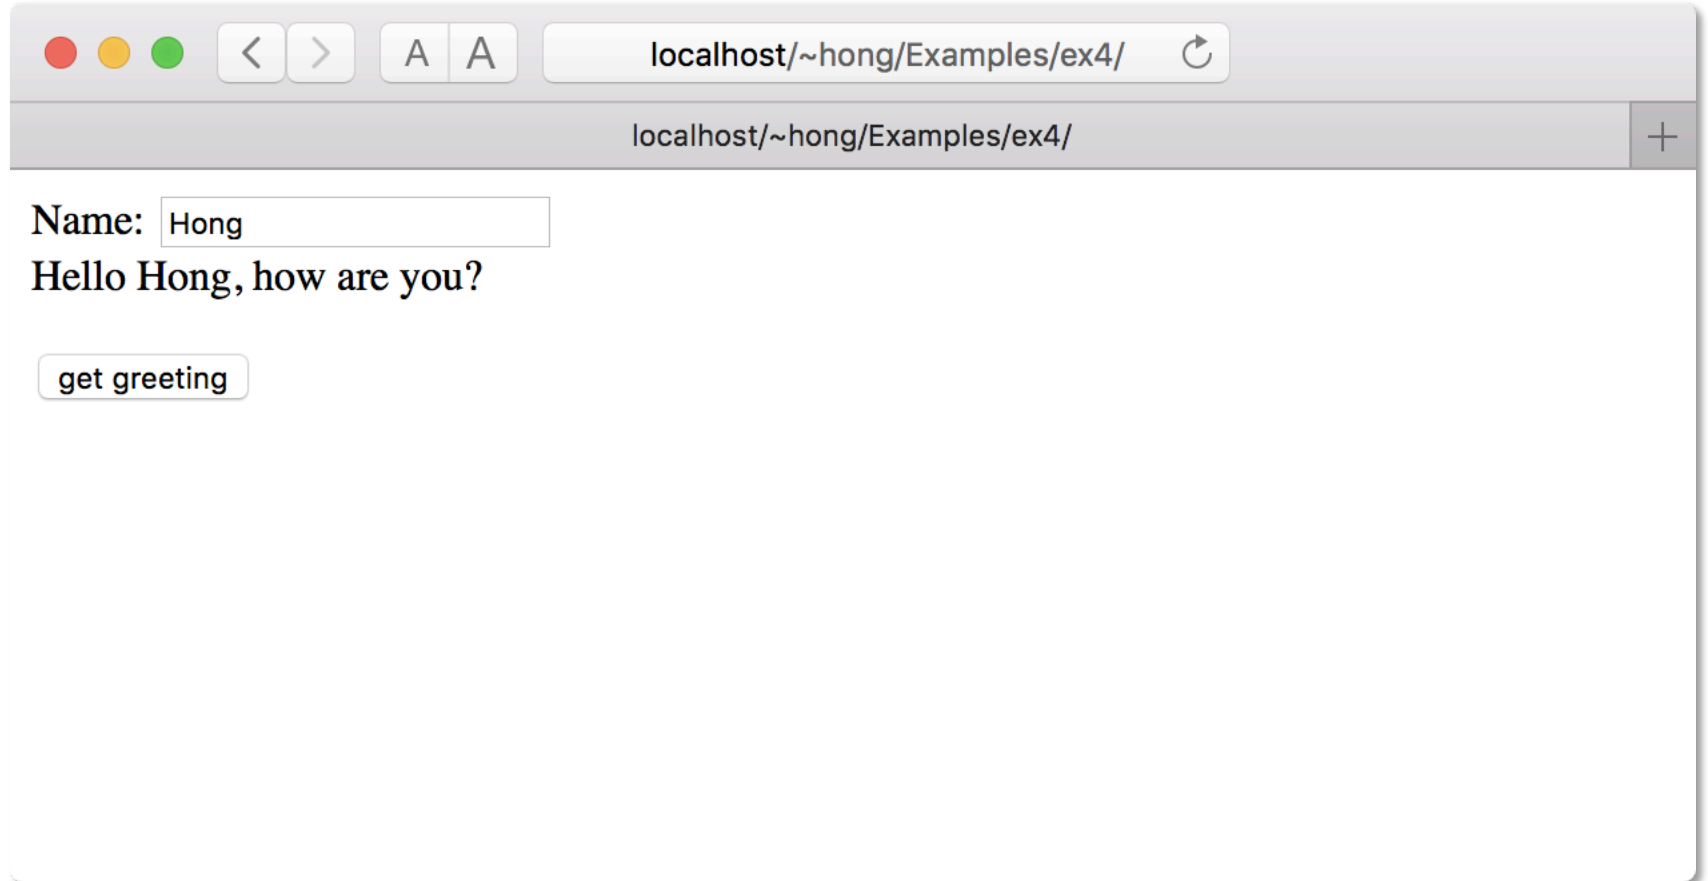 A A localhost/~hong/Examples/ex4/
localhost/~hong/Examples/ex4/
Name: Hong
Hello Hong, how are you?
get greeting